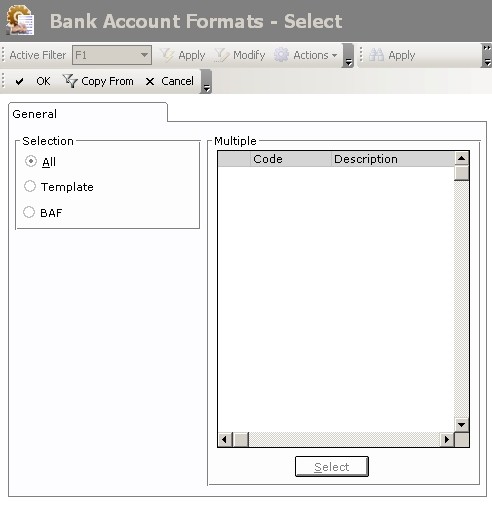 Bank Account Formats - Select
Active Filter F1 Apply Modify Actions Apply
OK Copy From Cancel
General
Selection
All
Template
BAF
Multiple
Code Description
Select